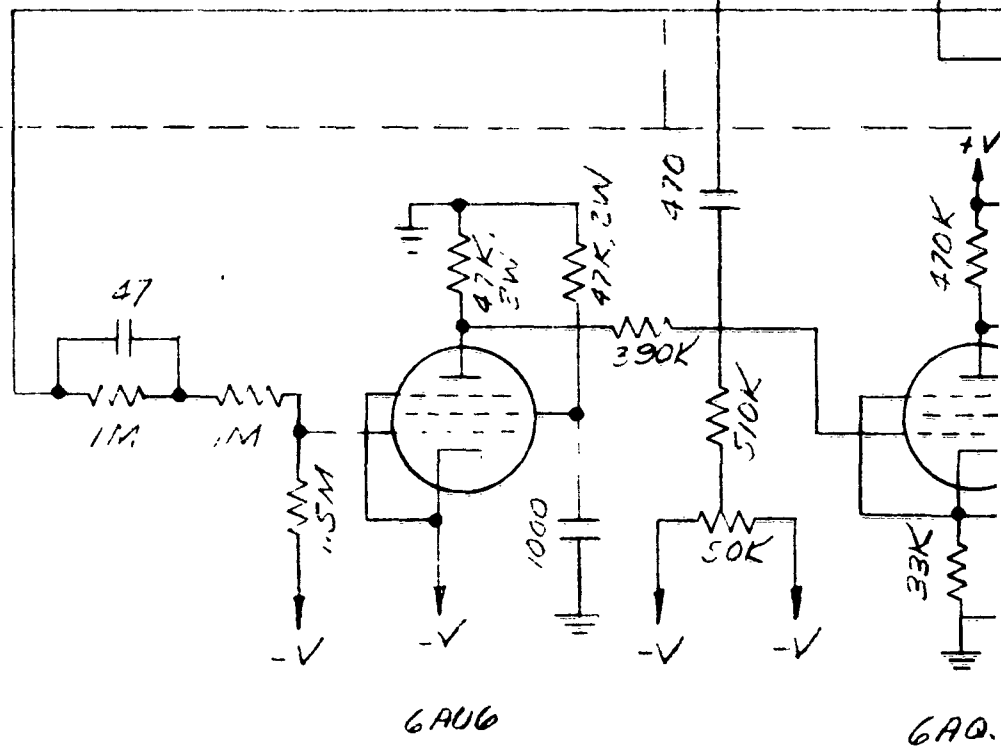 +V
470
47K,
2W
47K, 2W
470K
47
390K
1M
1M
510K
1.5M
1000
50K
33K
-V
-V
-V
-V
6AU6
6AQ.